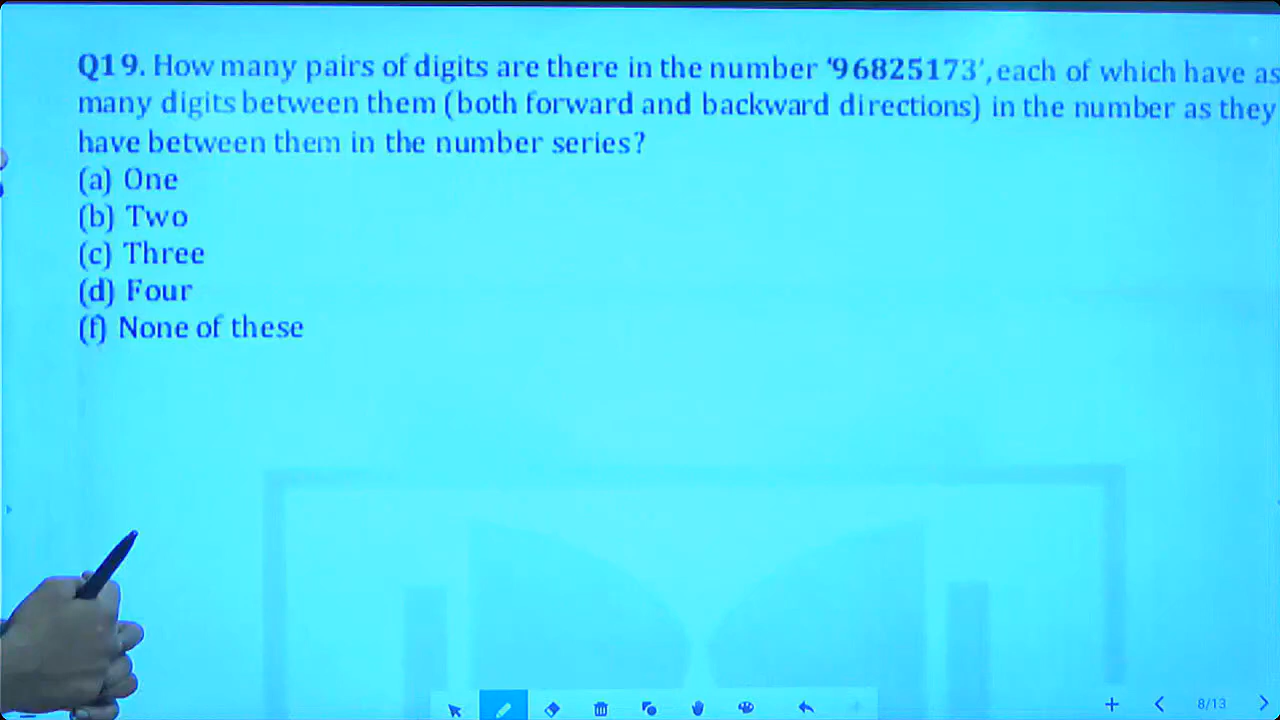 Q19. How many pairs of digits are there in the number ‘96825173’, each of which have as
many digits between them (both forward and backward directions) in the number as they
have between them in the number series?
(a) One
(b) Two
(c) Three
(d) Four
(f) None of these
8/13